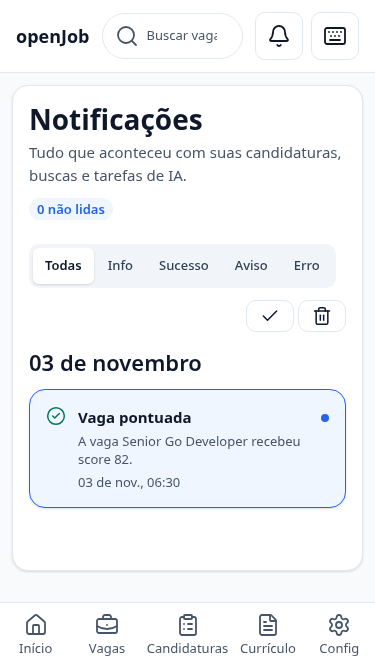 openJob
Buscar vaga
Notificações
Tudo que aconteceu com suas candidaturas,
buscas e tarefas de IA.
0 não lidas
Todas Info Sucesso Aviso Erro
03 de novembro
Vaga pontuada
A vaga Senior Go Developer recebeu
score 82.
03 de nov., 06:30
Início Vagas Candidaturas Currículo Config